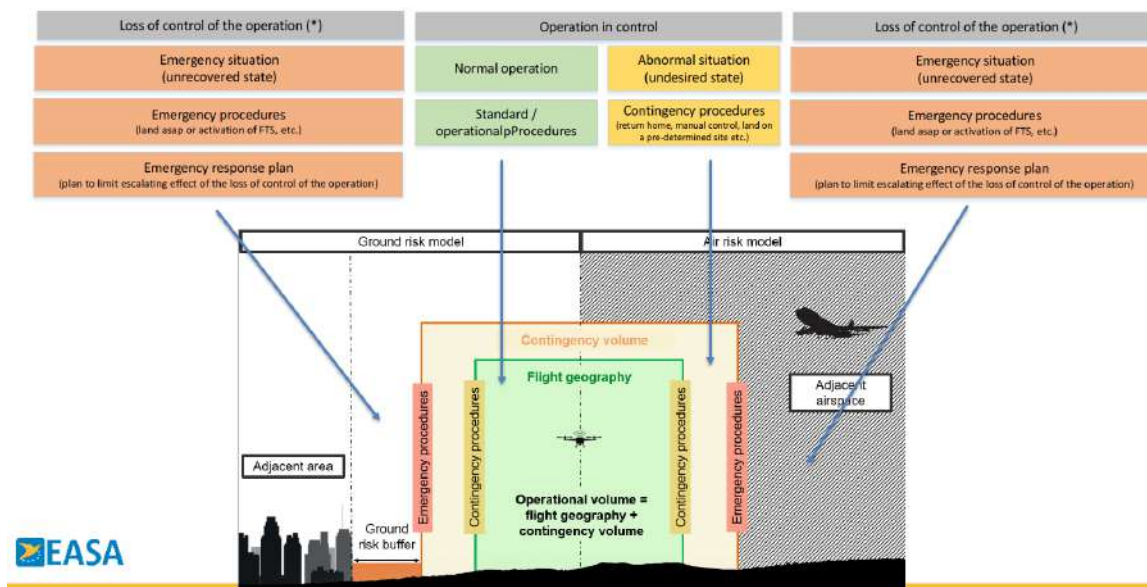 Loss of control of the operation (*)
Operation in control
Loss of control of the operation (*)
Emergency situation
(unrecovered state)
Normal operation
Abnormal situation
(undesired state)
Emergency situation
(unrecovered state)
Emergency procedures
(land asap or activation of FTS, etc.)
Standard /
operationalpProcedures
Contingency procedures
(return home, manual control, land on
a pre-determined site etc.)
Emergency procedures
(land asap or activation of FTS, etc.)
Emergency response plan
(plan to limit escalating effect of the loss of control of the operation)
Emergency response plan
(plan to limit escalating effect of the loss of control of the operation)
Ground risk model
Air risk model
Contingency volume
Flight geography
Emergency procedures
Contingency procedures
Contingency procedures
Emergency procedures
Adjacent
airspace
Adjacent area
Operational volume =
flight geography +
contingency volume
Ground
risk buffer
EASA